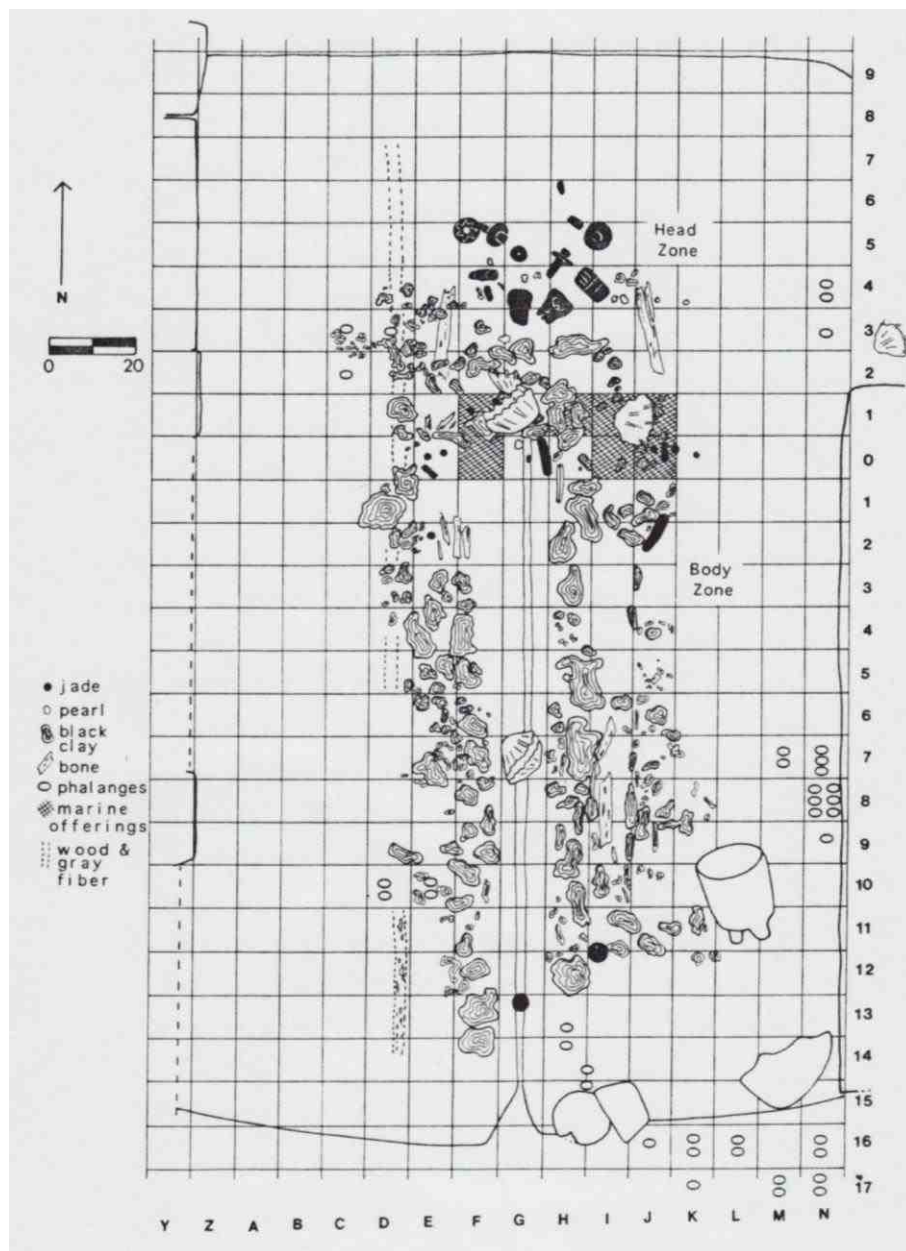 9
8
7
6
Head
Zone
5
4
3
2
1
0
1
2
Body
Zone
3
4
5
6
7
8
9
10
11
12
13
14
15
16
17
N
0 20
jade
pearl
black
clay
bone
phalanges
marine
offerings
wood &
gray
fiber
Y Z A B C D E F G H I J K L M N